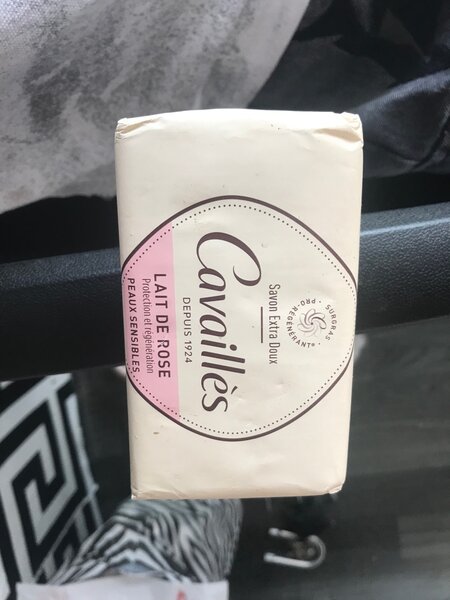 SURGRAS
PRO-RÉGÉNÉRANT*
Savon Extra Doux
Cavaillès
DEPUIS 1924
LAIT DE ROSE
Protection et régénération
PEAUX SENSIBLES